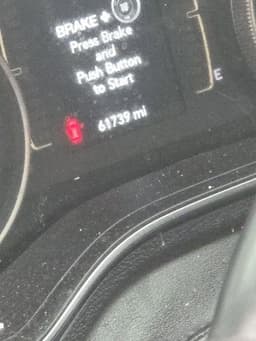 BRAKE +
Press Brake
and
Push Button
to Start
E
61739 mi